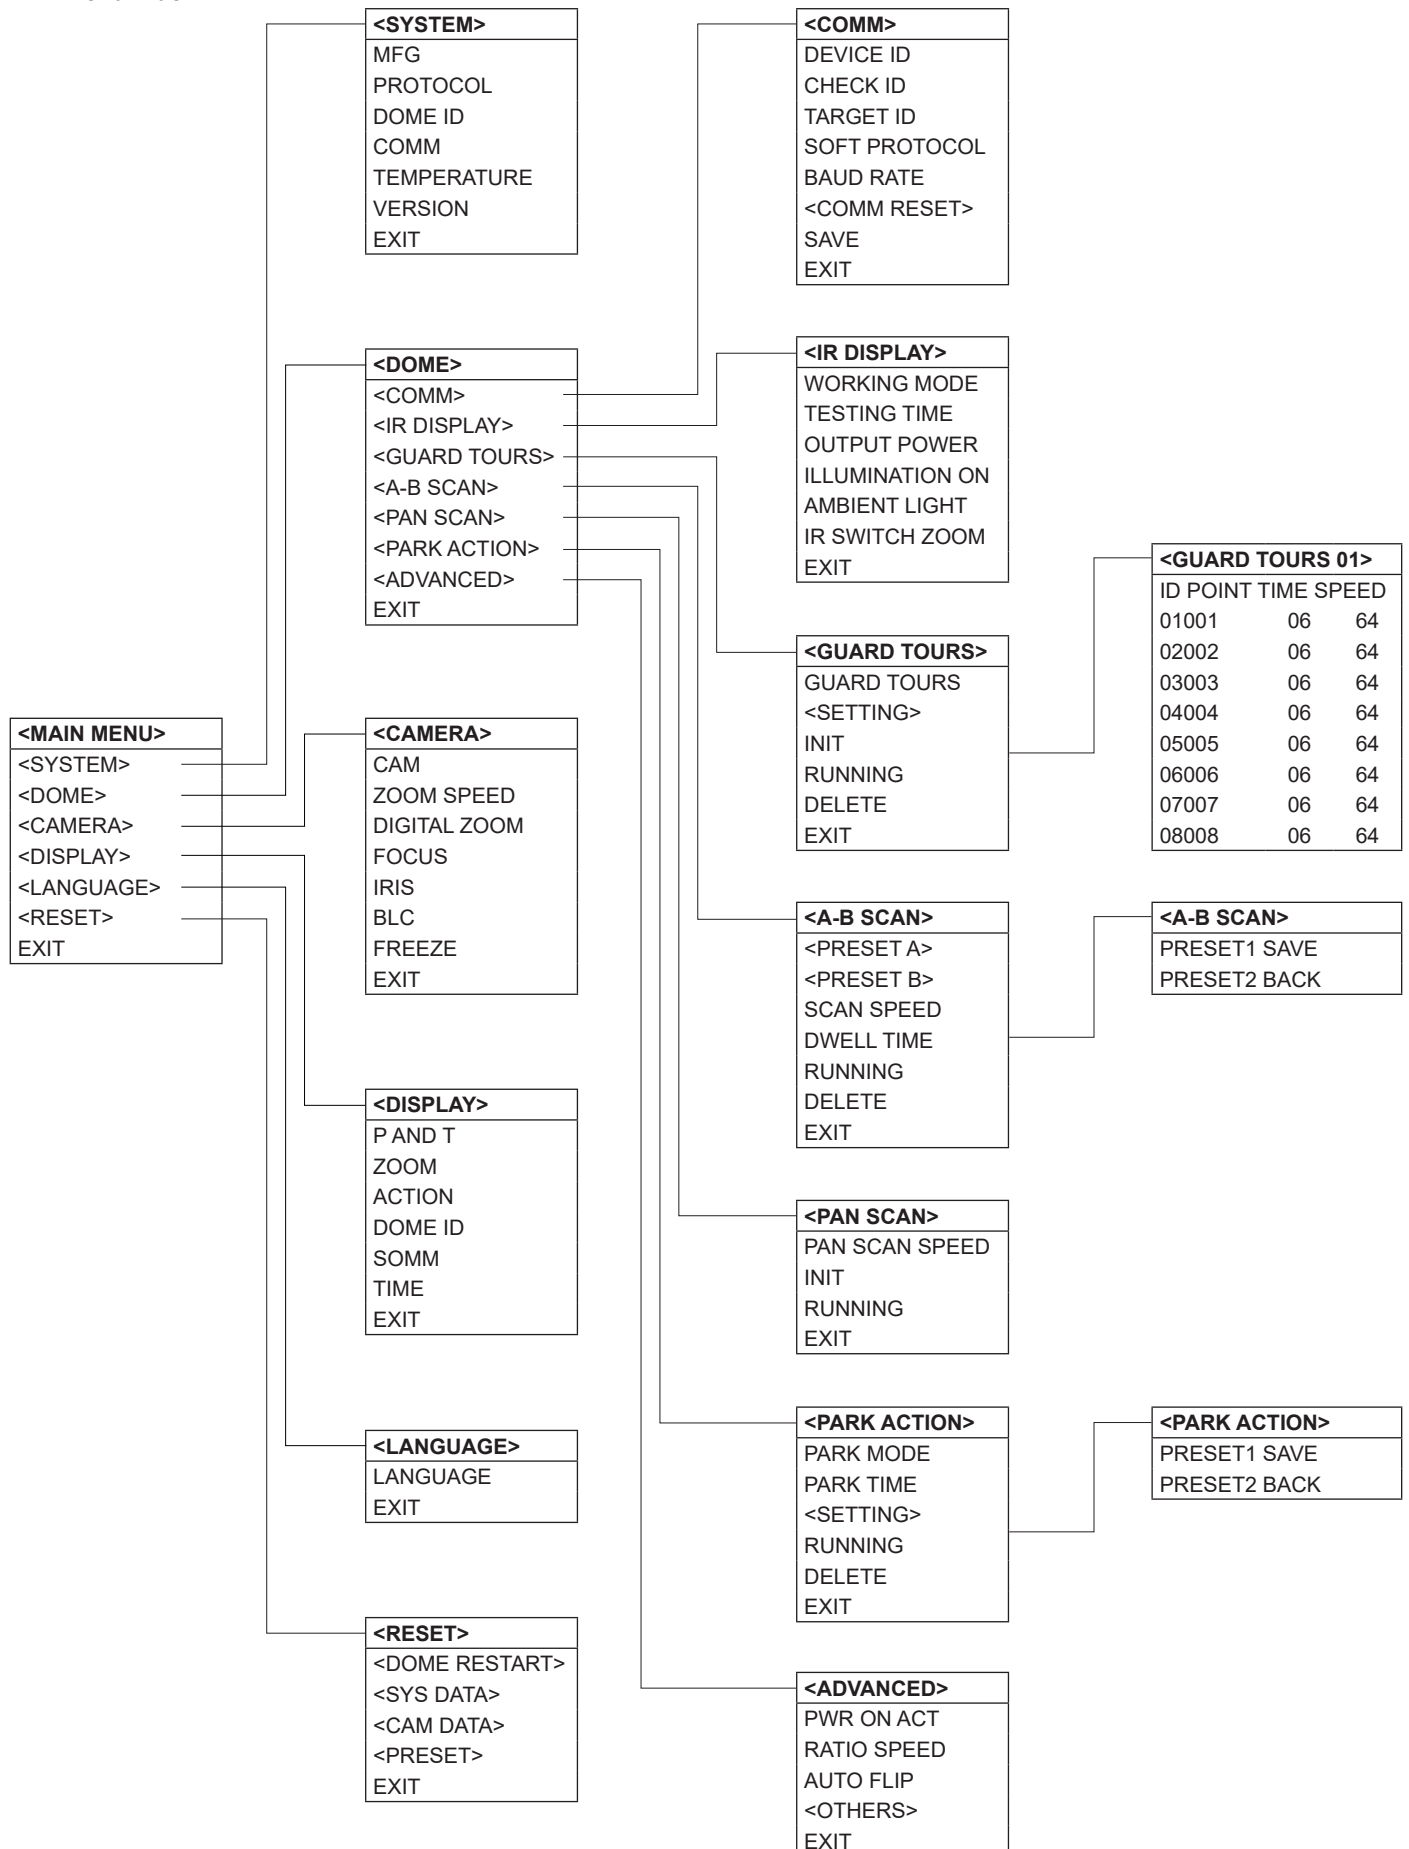 <SYSTEM>
MFG
PROTOCOL
DOME ID
COMM
TEMPERATURE
VERSION
EXIT
<COMM>
DEVICE ID
CHECK ID
TARGET ID
SOFT PROTOCOL
BAUD RATE
<COMM RESET>
SAVE
EXIT
<DOME>
<COMM>
<IR DISPLAY>
<GUARD TOURS>
<A-B SCAN>
<PAN SCAN>
<PARK ACTION>
<ADVANCED>
EXIT
<IR DISPLAY>
WORKING MODE
TESTING TIME
OUTPUT POWER
ILLUMINATION ON
AMBIENT LIGHT
IR SWITCH ZOOM
EXIT
<GUARD TOURS 01>
ID POINT TIME SPEED
01001 06 64
02002 06 64
03003 06 64
04004 06 64
05005 06 64
06006 06 64
07007 06 64
08008 06 64
<GUARD TOURS>
GUARD TOURS
<SETTING>
INIT
RUNNING
DELETE
EXIT
<MAIN MENU>
<SYSTEM>
<DOME>
<CAMERA>
<DISPLAY>
<LANGUAGE>
<RESET>
EXIT
<CAMERA>
CAM
ZOOM SPEED
DIGITAL ZOOM
FOCUS
IRIS
BLC
FREEZE
EXIT
<A-B SCAN>
<PRESET A>
<PRESET B>
SCAN SPEED
DWELL TIME
RUNNING
DELETE
EXIT
<A-B SCAN>
PRESET1 SAVE
PRESET2 BACK
<DISPLAY>
P AND T
ZOOM
ACTION
DOME ID
SOMM
TIME
EXIT
<PAN SCAN>
PAN SCAN SPEED
INIT
RUNNING
EXIT
<PARK ACTION>
PARK MODE
PARK TIME
<SETTING>
RUNNING
DELETE
EXIT
<PARK ACTION>
PRESET1 SAVE
PRESET2 BACK
<LANGUAGE>
LANGUAGE
EXIT
<RESET>
<DOME RESTART>
<SYS DATA>
<CAM DATA>
<PRESET>
EXIT
<ADVANCED>
PWR ON ACT
RATIO SPEED
AUTO FLIP
<OTHERS>
EXIT